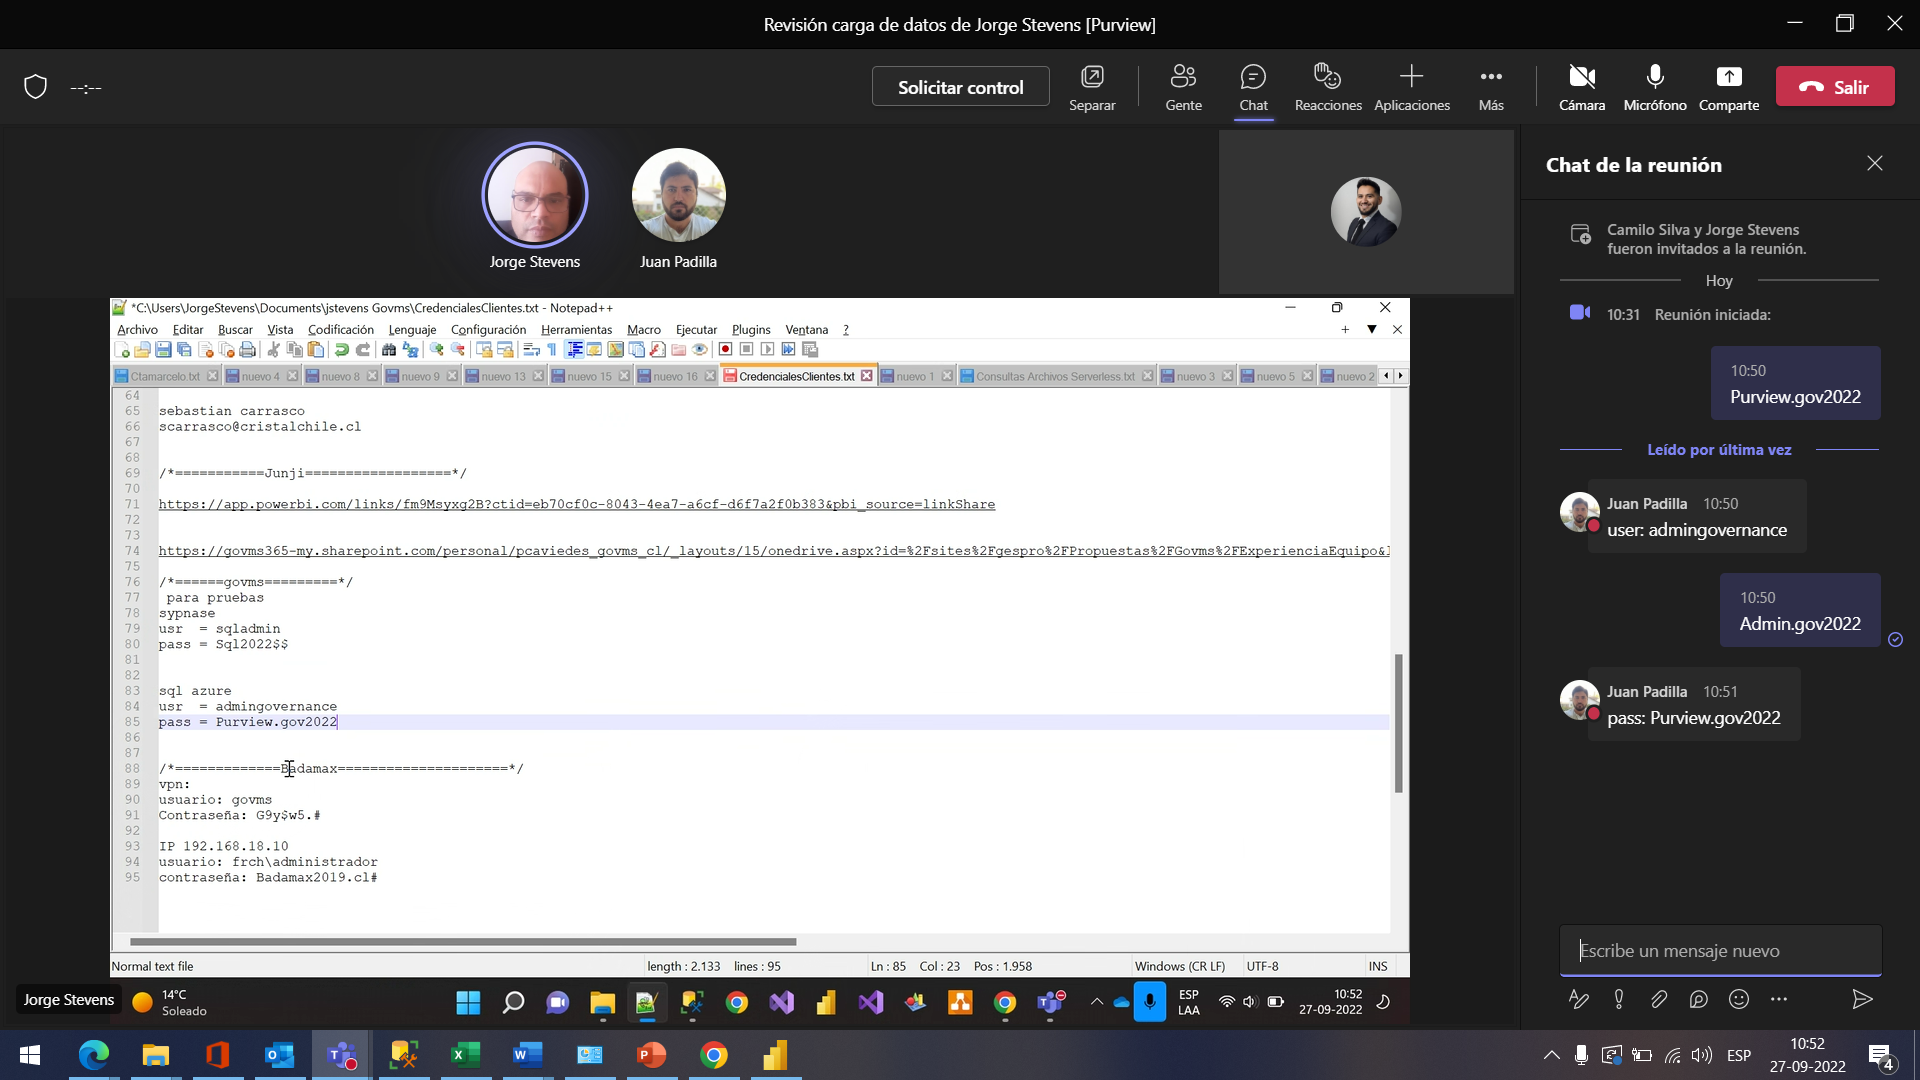 Revisión carga de datos de Jorge Stevens [Purview]
--:--
Solicitar control
Separar
Gente
Chat
Reacciones
Aplicaciones
Más
Cámara
Micrófono
Comparte
Salir
Jorge Stevens
Juan Padilla
*C:\Users\JorgeStevens\Documents\jstevens Govms\CredencialesClientes.txt - Notepad++
Archivo Editar Buscar Vista Codificación Lenguaje Configuración Herramientas Macro Ejecutar Plugins Ventana ?
Ctamarcelo.txt nuevo 4 nuevo 8 nuevo 9 nuevo 13 nuevo 15 nuevo 16 CredencialesClientes.txt nuevo 1 Consultas Archivos Serverless.txt nuevo 3 nuevo 5 nuevo 2
64
65 sebastian carrasco
66 scarrasco@cristalchile.cl
67
68
69 /*===========Junji==================*/
70
71 https://app.powerbi.com/links/fm9Msyxg2B?ctid=eb70cf0c-8043-4ea7-a6cf-d6f7a2f0b383&pbi_source=linkShare
72
73
74 https://govms365-my.sharepoint.com/personal/pcaviedes_govms_cl/_layouts/15/onedrive.aspx?id=%2Fsites%2Fgespro%2FPropuestas%2FGovms%2FExperienciaEquipo&
75
76 /*======govms=========*/
77 para pruebas
78 sypnase
79 usr = sqladmin
80 pass = Sql2022$$
81
82
83 sql azure
84 usr = admingovernance
85 pass = Purview.gov2022
86
87
88 /*=============Badamax=====================*/
89 vpn:
90 usuario: govms
91 Contraseña: G9y$w5.#
92
93 IP 192.168.18.10
94 usuario: frch\administrador
95 contraseña: Badamax2019.cl#
Normal text file
length : 2.133 lines : 95
Ln : 85 Col : 23 Pos : 1.958
Windows (CR LF)
UTF-8
INS
Jorge Stevens
14°C
Soleado
ESP
LAA
10:52
27-09-2022
Chat de la reunión
Camilo Silva y Jorge Stevens
fueron invitados a la reunión.
Hoy
10:31 Reunión iniciada:
10:50
Purview.gov2022
Leído por última vez
Juan Padilla 10:50
user: admingovernance
10:50
Admin.gov2022
Juan Padilla 10:51
pass: Purview.gov2022
Escribe un mensaje nuevo
ESP
10:52
27-09-2022
4